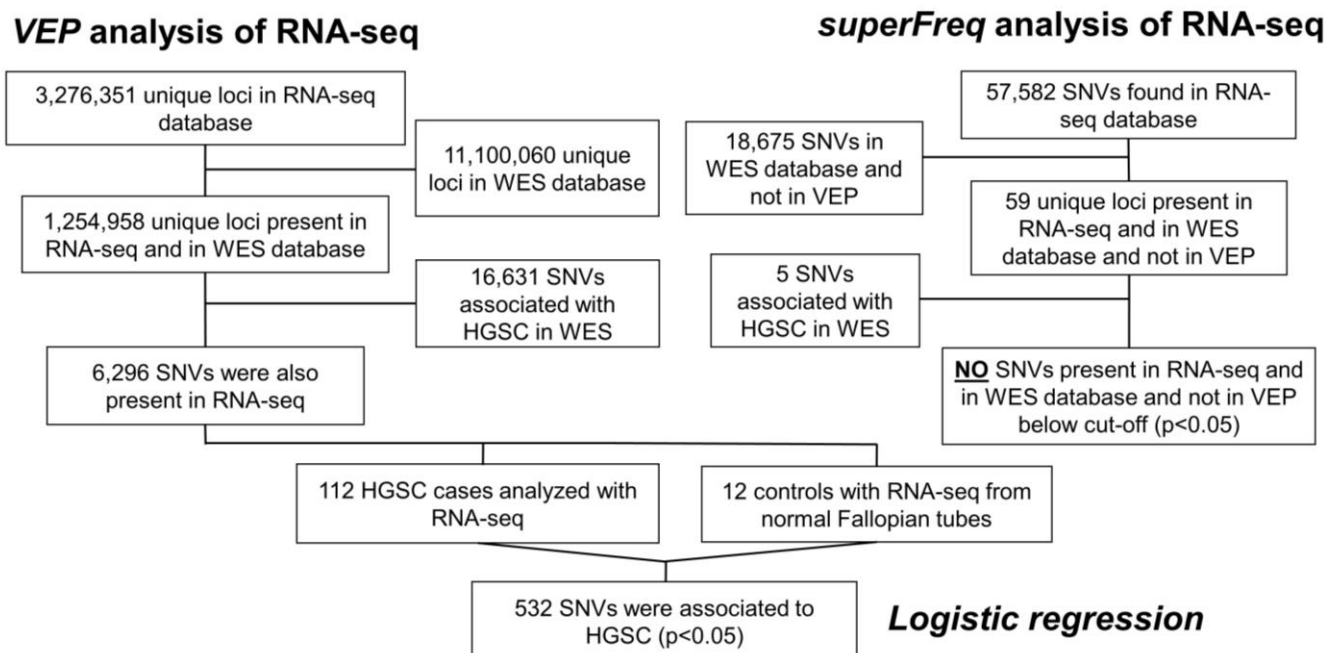 VEP analysis of RNA-seq
3,276,351 unique loci in RNA-seq
database
11,100,060 unique
loci in WES database
1,254,958 unique loci present in
RNA-seq and in WES database
16,631 SNVs
associated with
HGSC in WES
6,296 SNVs were also
present in RNA-seq
superFreq analysis of RNA-seq
57,582 SNVs found in RNA-
seq database
18,675 SNVs in
WES database and
not in VEP
59 unique loci present in
RNA-seq and in WES
database and not in VEP
5 SNVs
associated with
HGSC in WES
NO SNVs present in RNA-seq and
in WES database and not in VEP
below cut-off (p<0.05)
112 HGSC cases analyzed with
RNA-seq
12 controls with RNA-seq from
normal Fallopian tubes
532 SNVs were associated to
HGSC (p<0.05)
Logistic regression